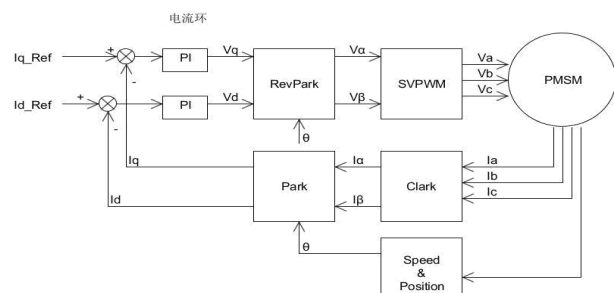 电流环
Iq_Ref
+
-
PI
Vq
RevPark
Vα
SVPWM
Va
Vb
Vc
PMSM
Id_Ref
+
-
PI
Vd
Vβ
θ
Iq
Park
Iα
Clark
Ia
Ib
Ic
Id
Iβ
θ
Speed
&
Position